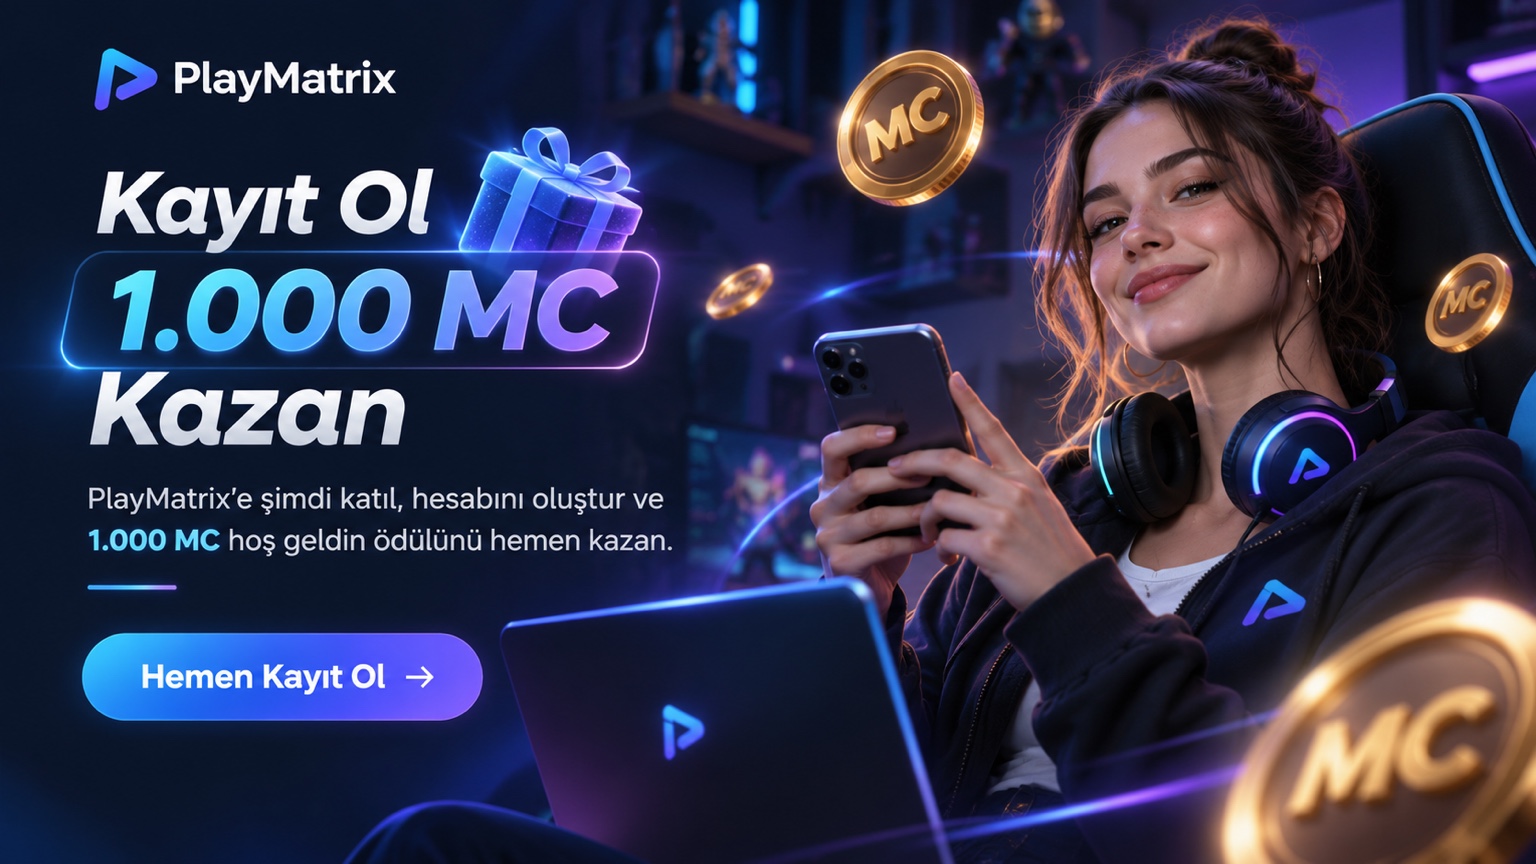 PlayMatrix
Kayıt Ol
1.000 MC
Kazan
PlayMatrix’e şimdi katıl, hesabını oluştur ve
1.000 MC hoş geldin ödülünü hemen kazan.
Hemen Kayıt Ol →
MC
MC
MC
MC